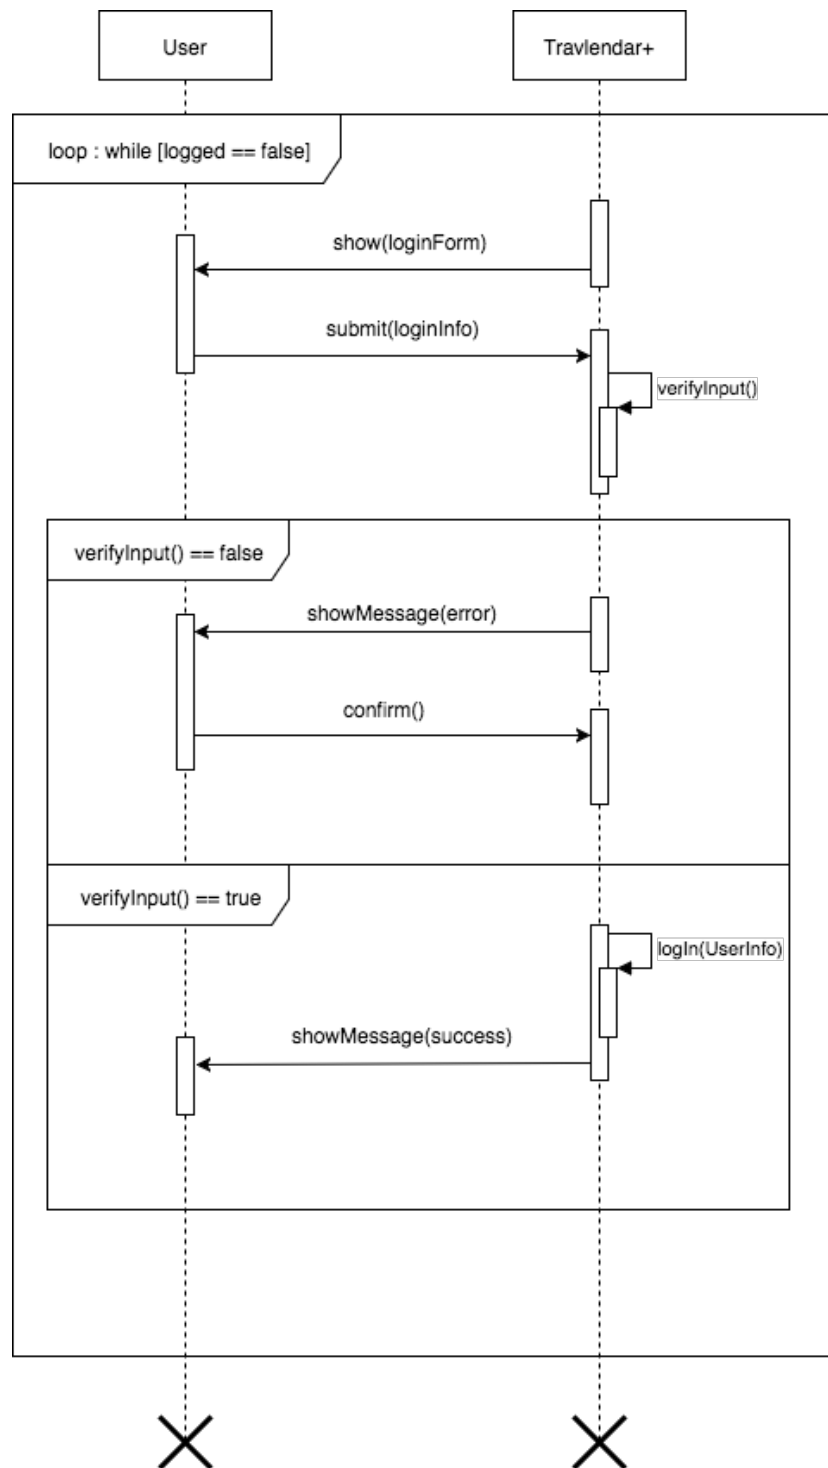 User
Travlendar+
loop : while [logged == false]
show(loginForm)
submit(loginInfo)
verifyInput()
verifyInput() == false
showMessage(error)
confirm()
verifyInput() == true
logIn(UserInfo)
showMessage(success)